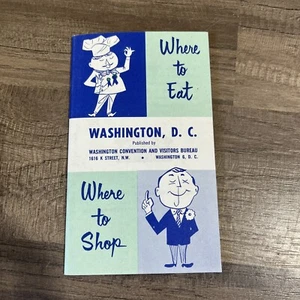 Where
to
Eat
WASHINGTON, D. C.
Published by
WASHINGTON CONVENTION AND VISITORS BUREAU
1616 K STREET, N.W. • WASHINGTON 6, D. C.
Where
to
Shop